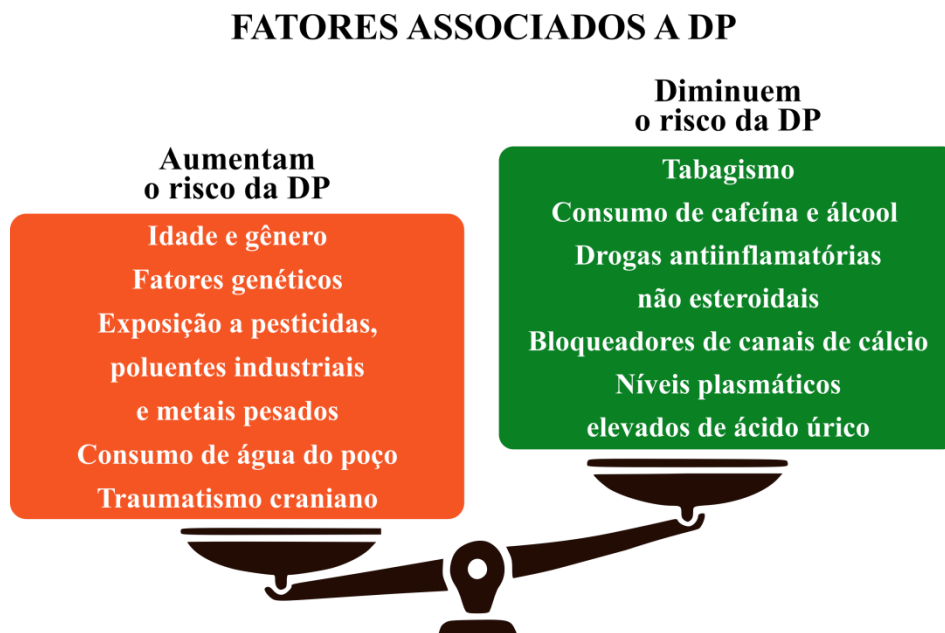 FATORES ASSOCIADOS A DP
Aumentam
o risco da DP
Idade e gênero
Fatores genéticos
Exposição a pesticidas,
poluentes industriais
e metais pesados
Consumo de água do poço
Traumatismo craniano
Diminuem
o risco da DP
Tabagismo
Consumo de cafeína e álcool
Drogas antiinflamatórias
não esteroidais
Bloqueadores de canais de cálcio
Níveis plasmáticos
elevados de ácido úrico